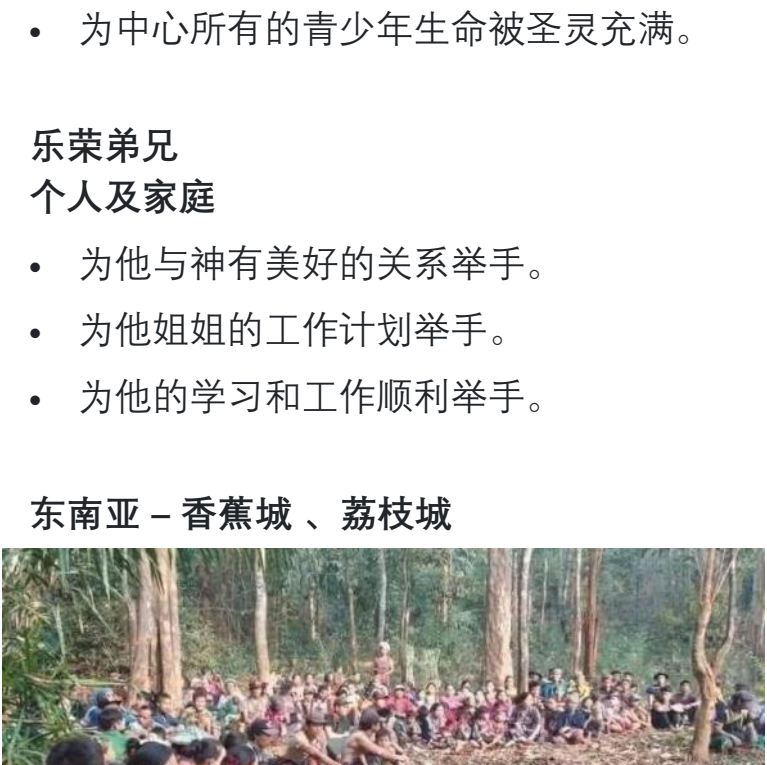 • 为中心所有的青少年生命被圣灵充满。
乐荣弟兄
个人及家庭
• 为他与神有美好的关系举手。
• 为他姐姐的工作计划举手。
• 为他的学习和工作顺利举手。
东南亚 – 香蕉城 、荔枝城